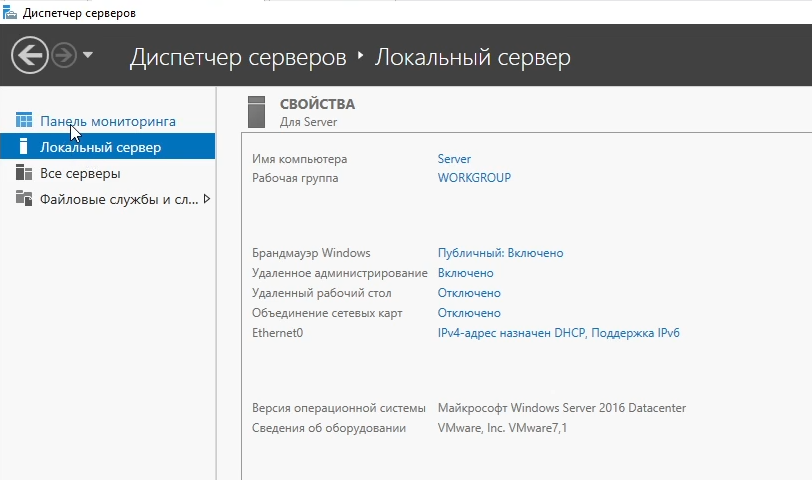 Диспетчер серверов
Диспетчер серверов ‣ Локальный сервер
Панель мониторинга
Локальный сервер
Все серверы
Файловые службы и сл...
СВОЙСТВА
Для Server
Имя компьютера Server
Рабочая группа WORKGROUP
Брандмауэр Windows Публичный: Включено
Удаленное администрирование Включено
Удаленный рабочий стол Отключено
Объединение сетевых карт Отключено
Ethernet0 IPv4-адрес назначен DHCP, Поддержка IPv6
Версия операционной системы Майкрософт Windows Server 2016 Datacenter
Сведения об оборудовании VMware, Inc. VMware7,1